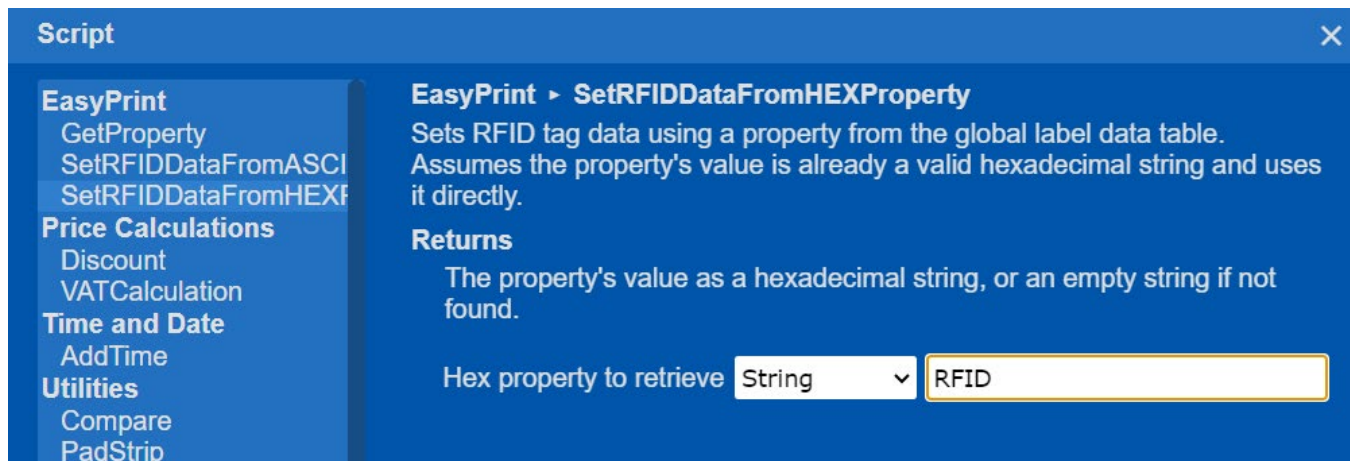 Script
EasyPrint
GetProperty
SetRFIDDataFromASCI
SetRFIDDataFromHEXP
Price Calculations
Discount
VATCalculation
Time and Date
AddTime
Utilities
Compare
PadStrip
EasyPrint ▸ SetRFIDDataFromHEXProperty
Sets RFID tag data using a property from the global label data table.
Assumes the property's value is already a valid hexadecimal string and uses
it directly.
Returns
The property's value as a hexadecimal string, or an empty string if not
found.
Hex property to retrieve String RFID